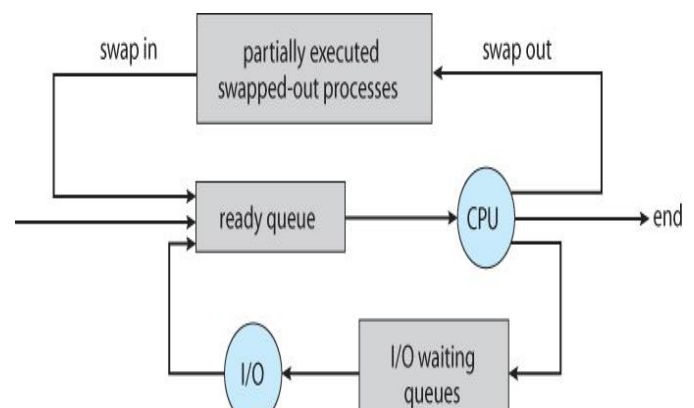 swap in
partially executed
swapped-out processes
swap out
ready queue
CPU
end
I/O
I/O waiting
queues